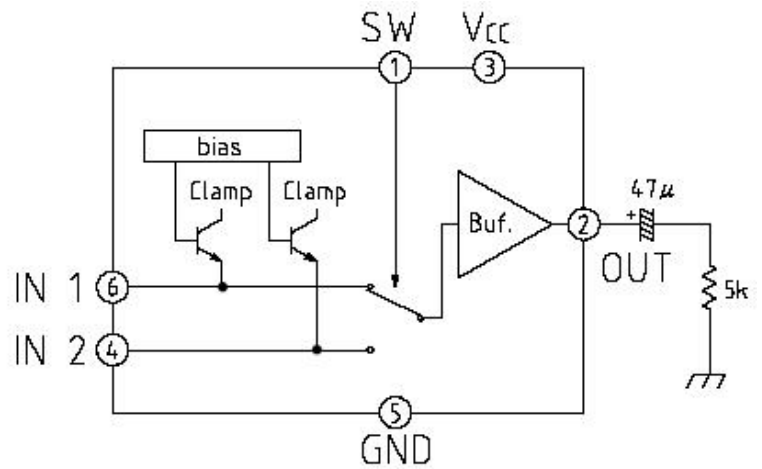 SW VCC
1 3
bias
Clamp Clamp
47μ
+
Buf. 2
OUT
IN 1 6
5k
IN 2 4
5
GND